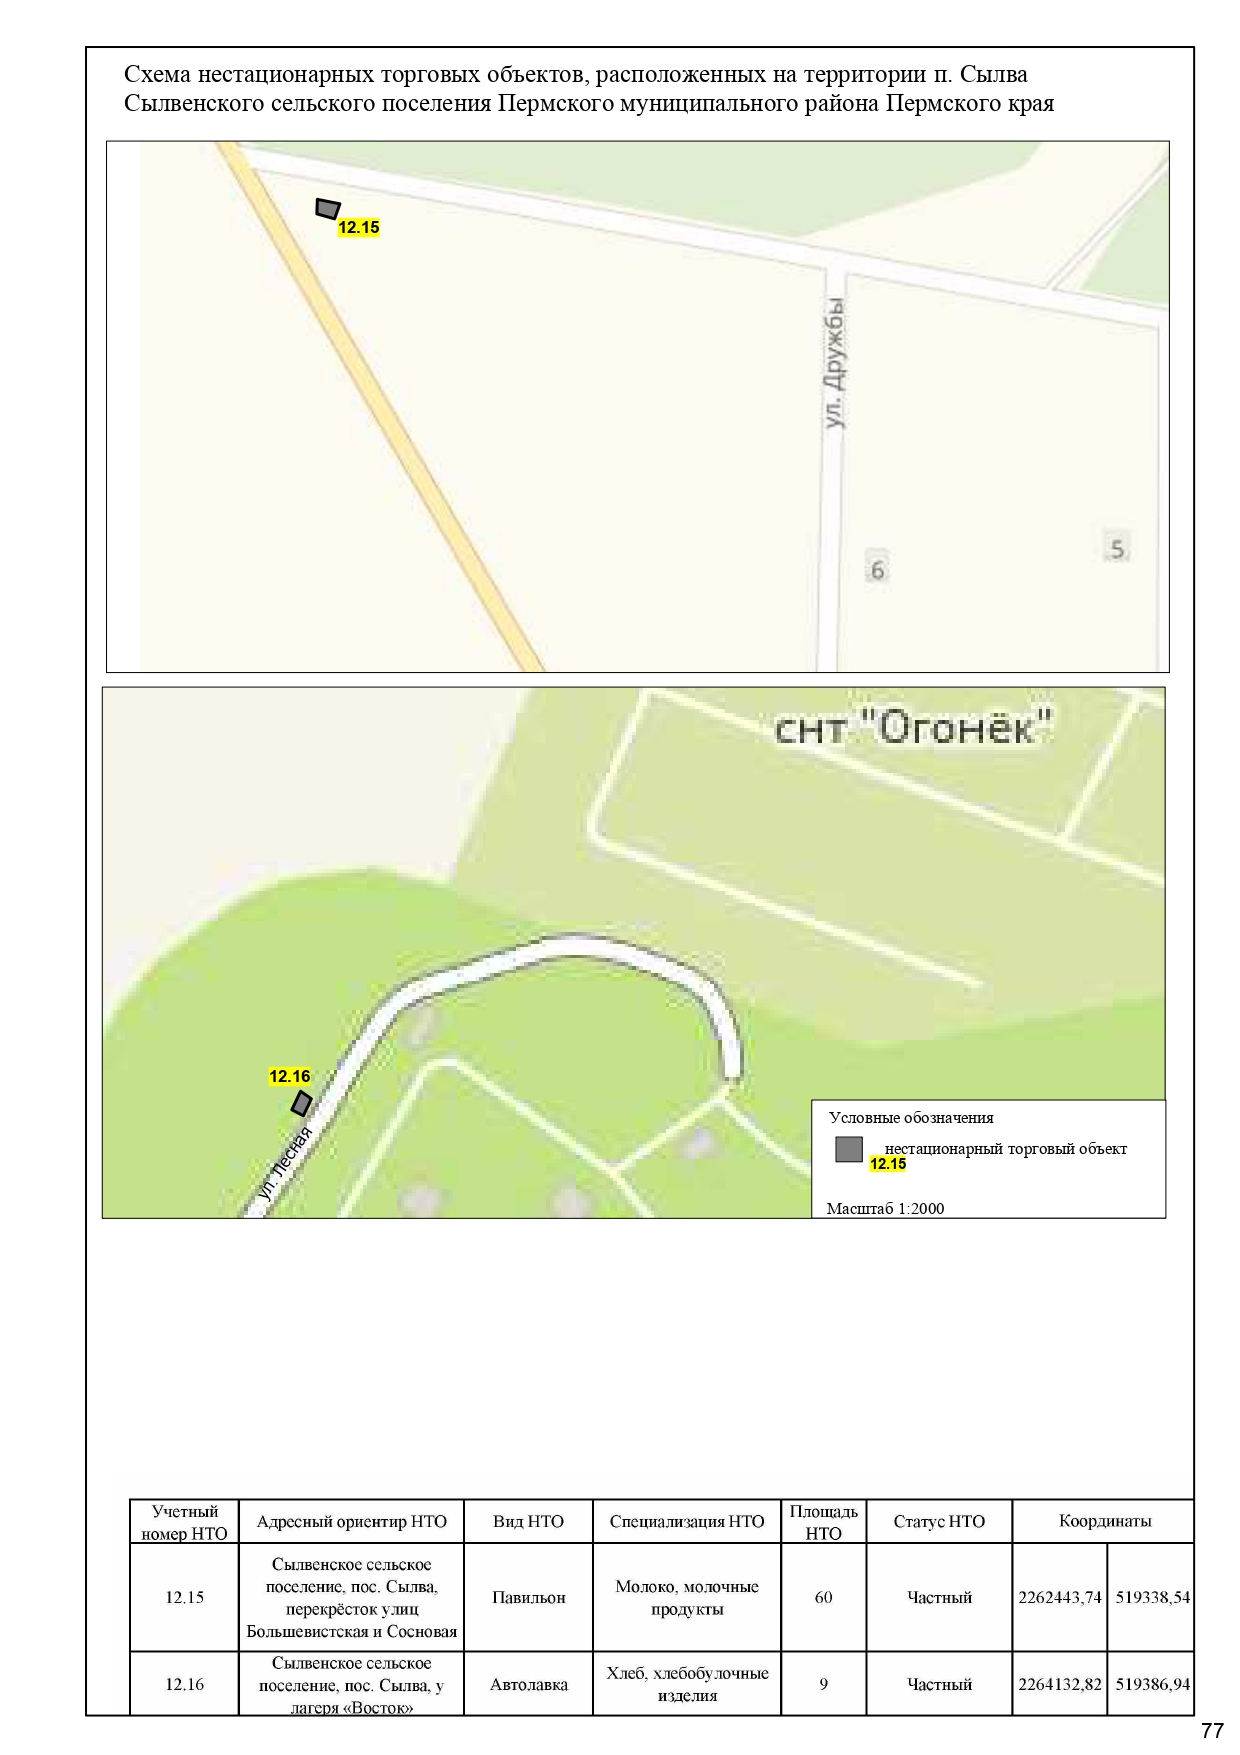 Схема нестационарных торговых объектов, расположенных на территории п. Сылва
Сылвенского сельского поселения Пермского муниципального района Пермского края
12.15
ул. Дружбы
6
5
снт "Огонёк"
12.16
ул. Лесная
Условные обозначения
нестационарный торговый объект
12.15
Масштаб 1:2000
Учетный номер НТО | Адресный ориентир НТО | Вид НТО | Специализация НТО | Площадь НТО | Статус НТО | Координаты
12.15 | Сылвенское сельское поселение, пос. Сылва, перекрёсток улиц Большевистская и Сосновая | Павильон | Молоко, молочные продукты | 60 | Частный | 2262443,74 | 519338,54
12.16 | Сылвенское сельское поселение, пос. Сылва, у лагеря «Восток» | Автолавка | Хлеб, хлебобулочные изделия | 9 | Частный | 2264132,82 | 519386,94
77